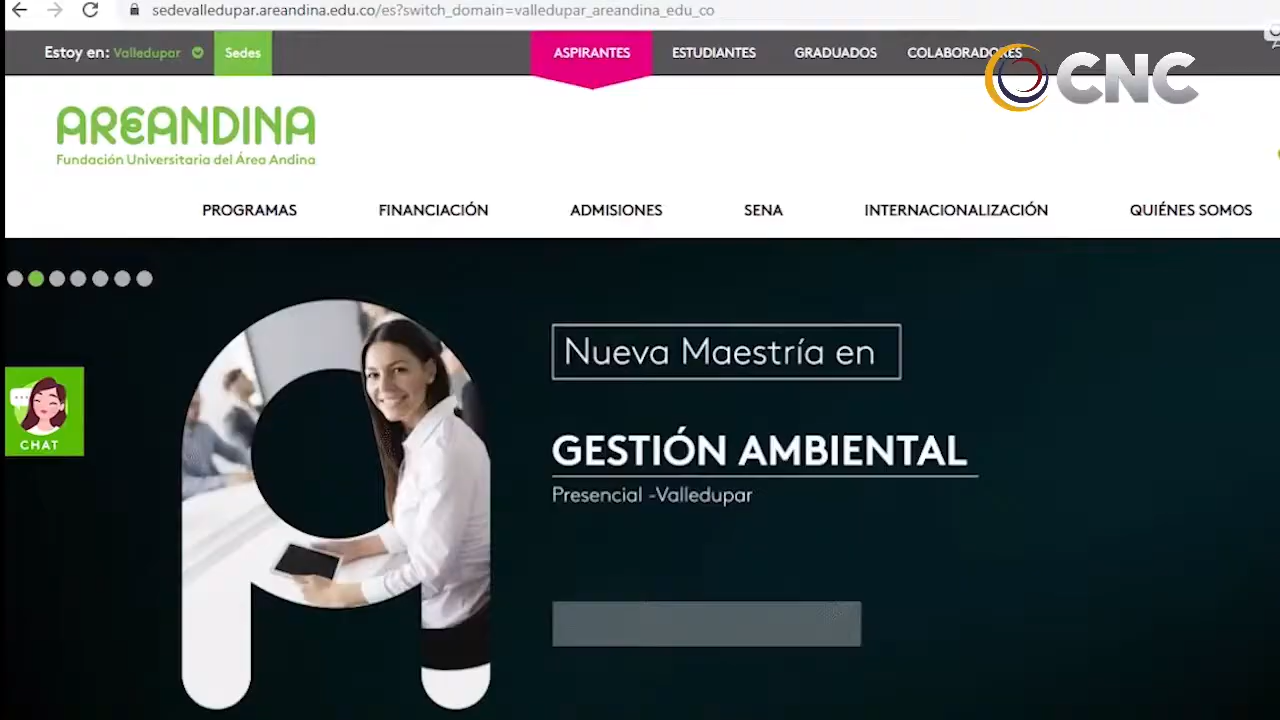 sedevalledupar.areandina.edu.co/es?switch_domain=valledupar_areandina_edu_co
Estoy en: Valledupar
Sedes
ASPIRANTES
ESTUDIANTES
GRADUADOS
COLABORADORES
CNC
AREANDINA
Fundación Universitaria del Área Andina
PROGRAMAS
FINANCIACIÓN
ADMISIONES
SENA
INTERNACIONALIZACIÓN
QUIÉNES SOMOS
Nueva Maestría en
CHAT
GESTIÓN AMBIENTAL
Presencial -Valledupar